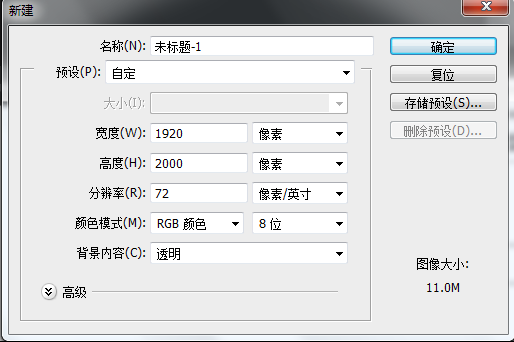 新建
名称(N): 未标题-1
确定
预设(P): 自定
复位
大小(I):
存储预设(S)...
宽度(W): 1920 像素
删除预设(D)...
高度(H): 2000 像素
分辨率(R): 72 像素/英寸
颜色模式(M): RGB 颜色 8 位
背景内容(C): 透明
图像大小:
高级
11.0M